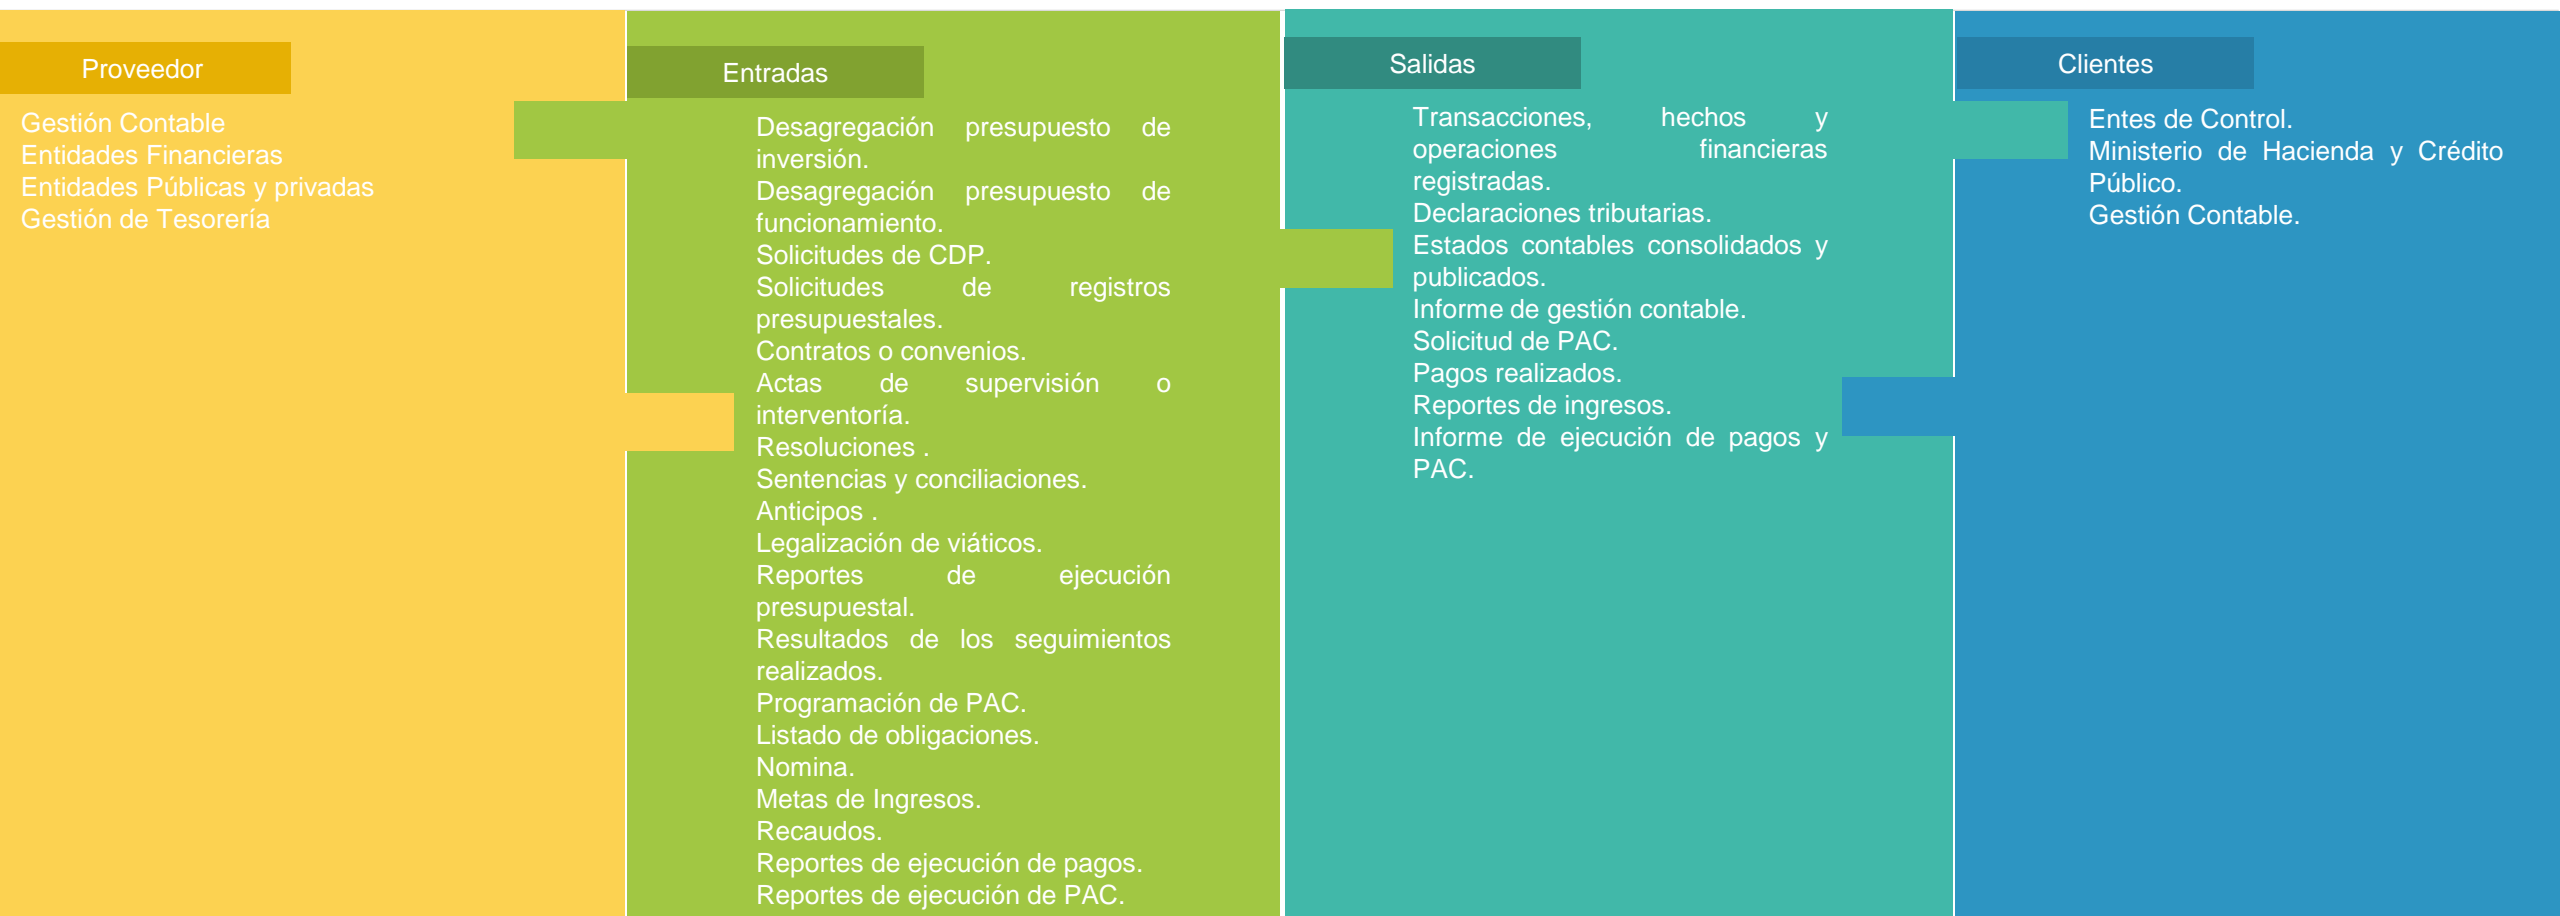 Proveedor
Gestión Contable
Entidades Financieras
Entidades Públicas y privadas
Gestión de Tesorería
Entradas
Desagregación presupuesto de
inversión.
Desagregación presupuesto de
funcionamiento.
Solicitudes de CDP.
Solicitudes de registros
presupuestales.
Contratos o convenios.
Actas de supervisión o
interventoría.
Resoluciones .
Sentencias y conciliaciones.
Anticipos .
Legalización de viáticos.
Reportes de ejecución
presupuestal.
Resultados de los seguimientos
realizados.
Programación de PAC.
Listado de obligaciones.
Nomina.
Metas de Ingresos.
Recaudos.
Reportes de ejecución de pagos.
Reportes de ejecución de PAC.
Salidas
Transacciones, hechos y
operaciones financieras
registradas.
Declaraciones tributarias.
Estados contables consolidados y
publicados.
Informe de gestión contable.
Solicitud de PAC.
Pagos realizados.
Reportes de ingresos.
Informe de ejecución de pagos y
PAC.
Clientes
Entes de Control.
Ministerio de Hacienda y Crédito
Público.
Gestión Contable.